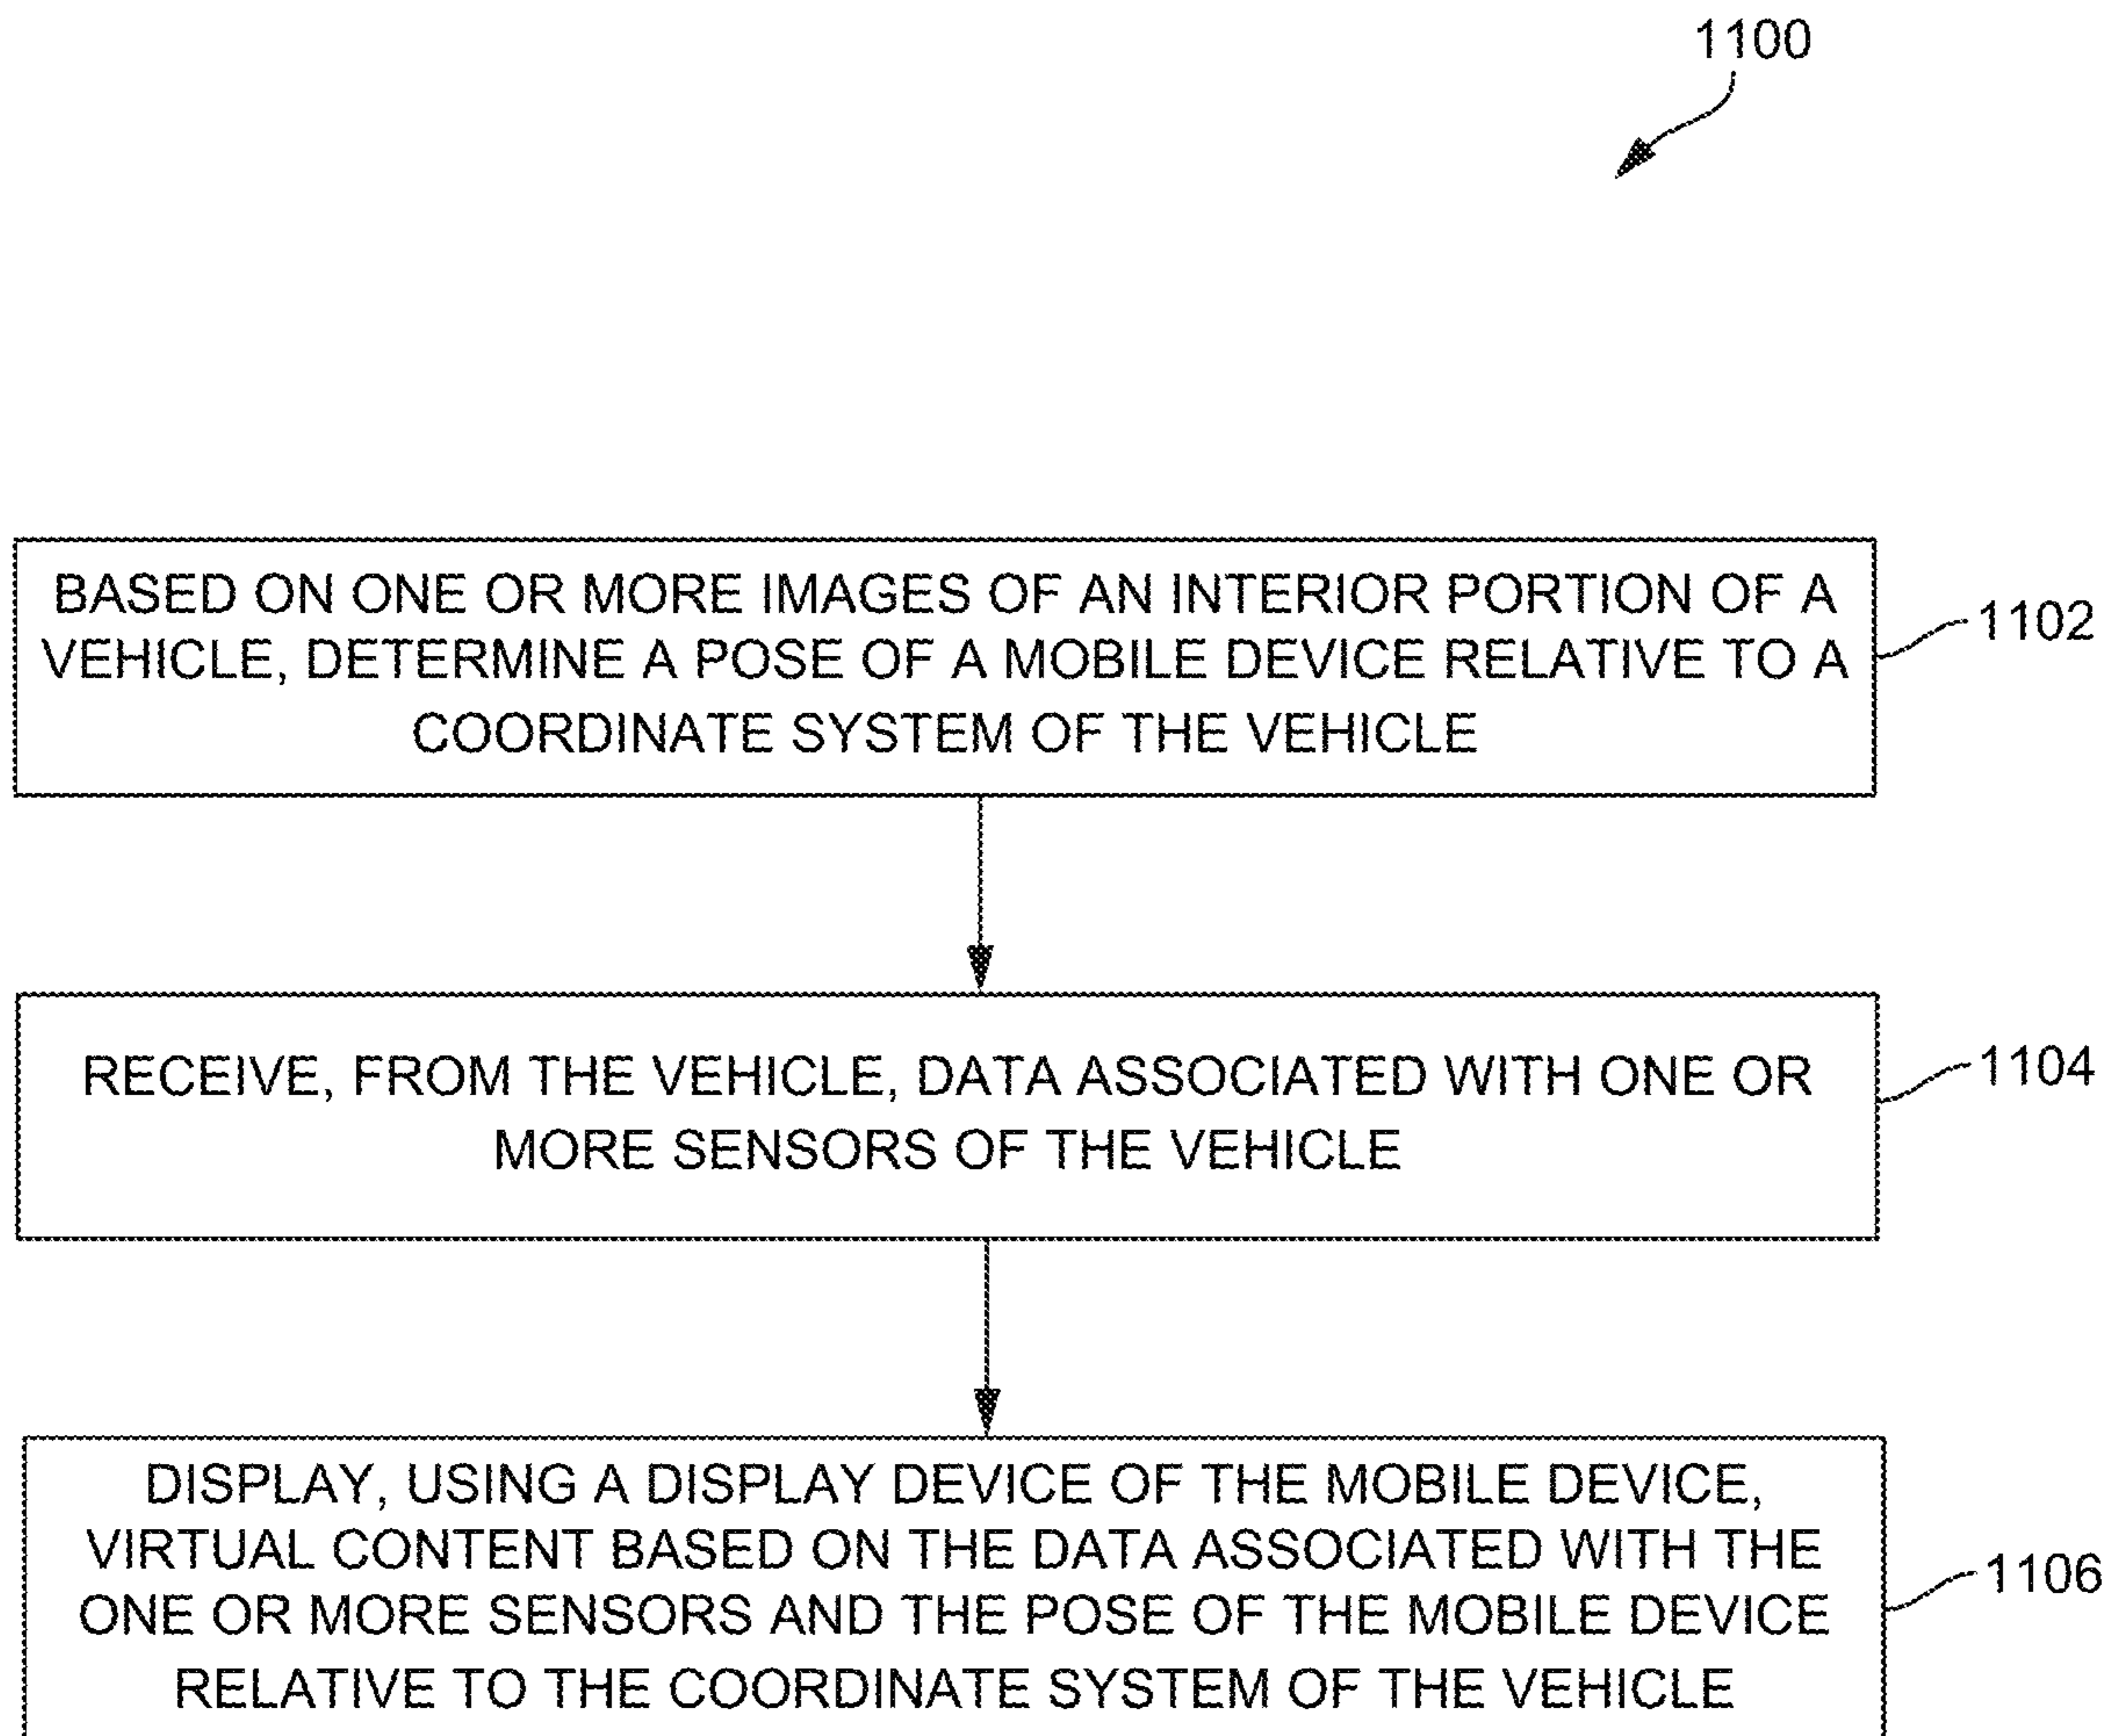 1100
BASED ON ONE OR MORE IMAGES OF AN INTERIOR PORTION OF A
VEHICLE, DETERMINE A POSE OF A MOBILE DEVICE RELATIVE TO A
COORDINATE SYSTEM OF THE VEHICLE
1102
RECEIVE, FROM THE VEHICLE, DATA ASSOCIATED WITH ONE OR
MORE SENSORS OF THE VEHICLE
1104
DISPLAY, USING A DISPLAY DEVICE OF THE MOBILE DEVICE,
VIRTUAL CONTENT BASED ON THE DATA ASSOCIATED WITH THE
ONE OR MORE SENSORS AND THE POSE OF THE MOBILE DEVICE
RELATIVE TO THE COORDINATE SYSTEM OF THE VEHICLE
1106